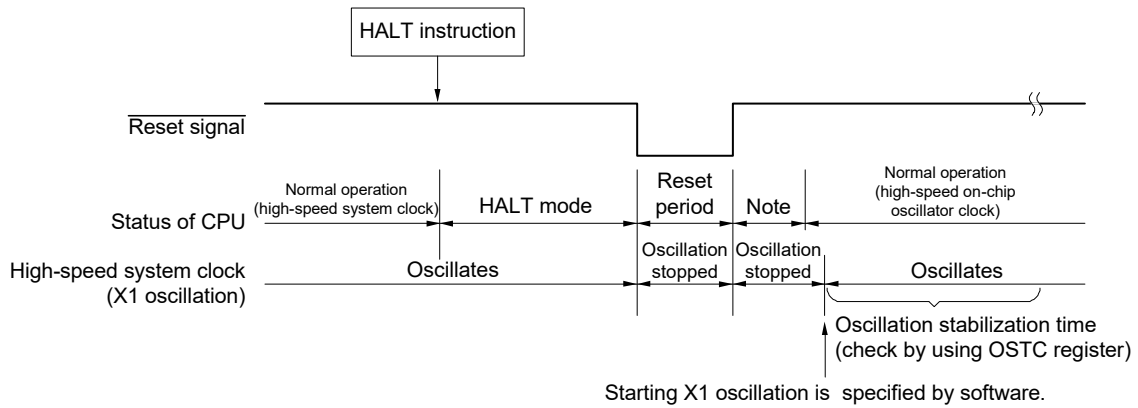 HALT instruction
Reset signal
Normal operation
(high-speed system clock)
HALT mode
Reset
period
Note
Normal operation
(high-speed on-chip
oscillator clock)
Status of CPU
High-speed system clock
(X1 oscillation)
Oscillates
Oscillation
stopped
Oscillation
stopped
Oscillates
Oscillation stabilization time
(check by using OSTC register)
Starting X1 oscillation is specified by software.